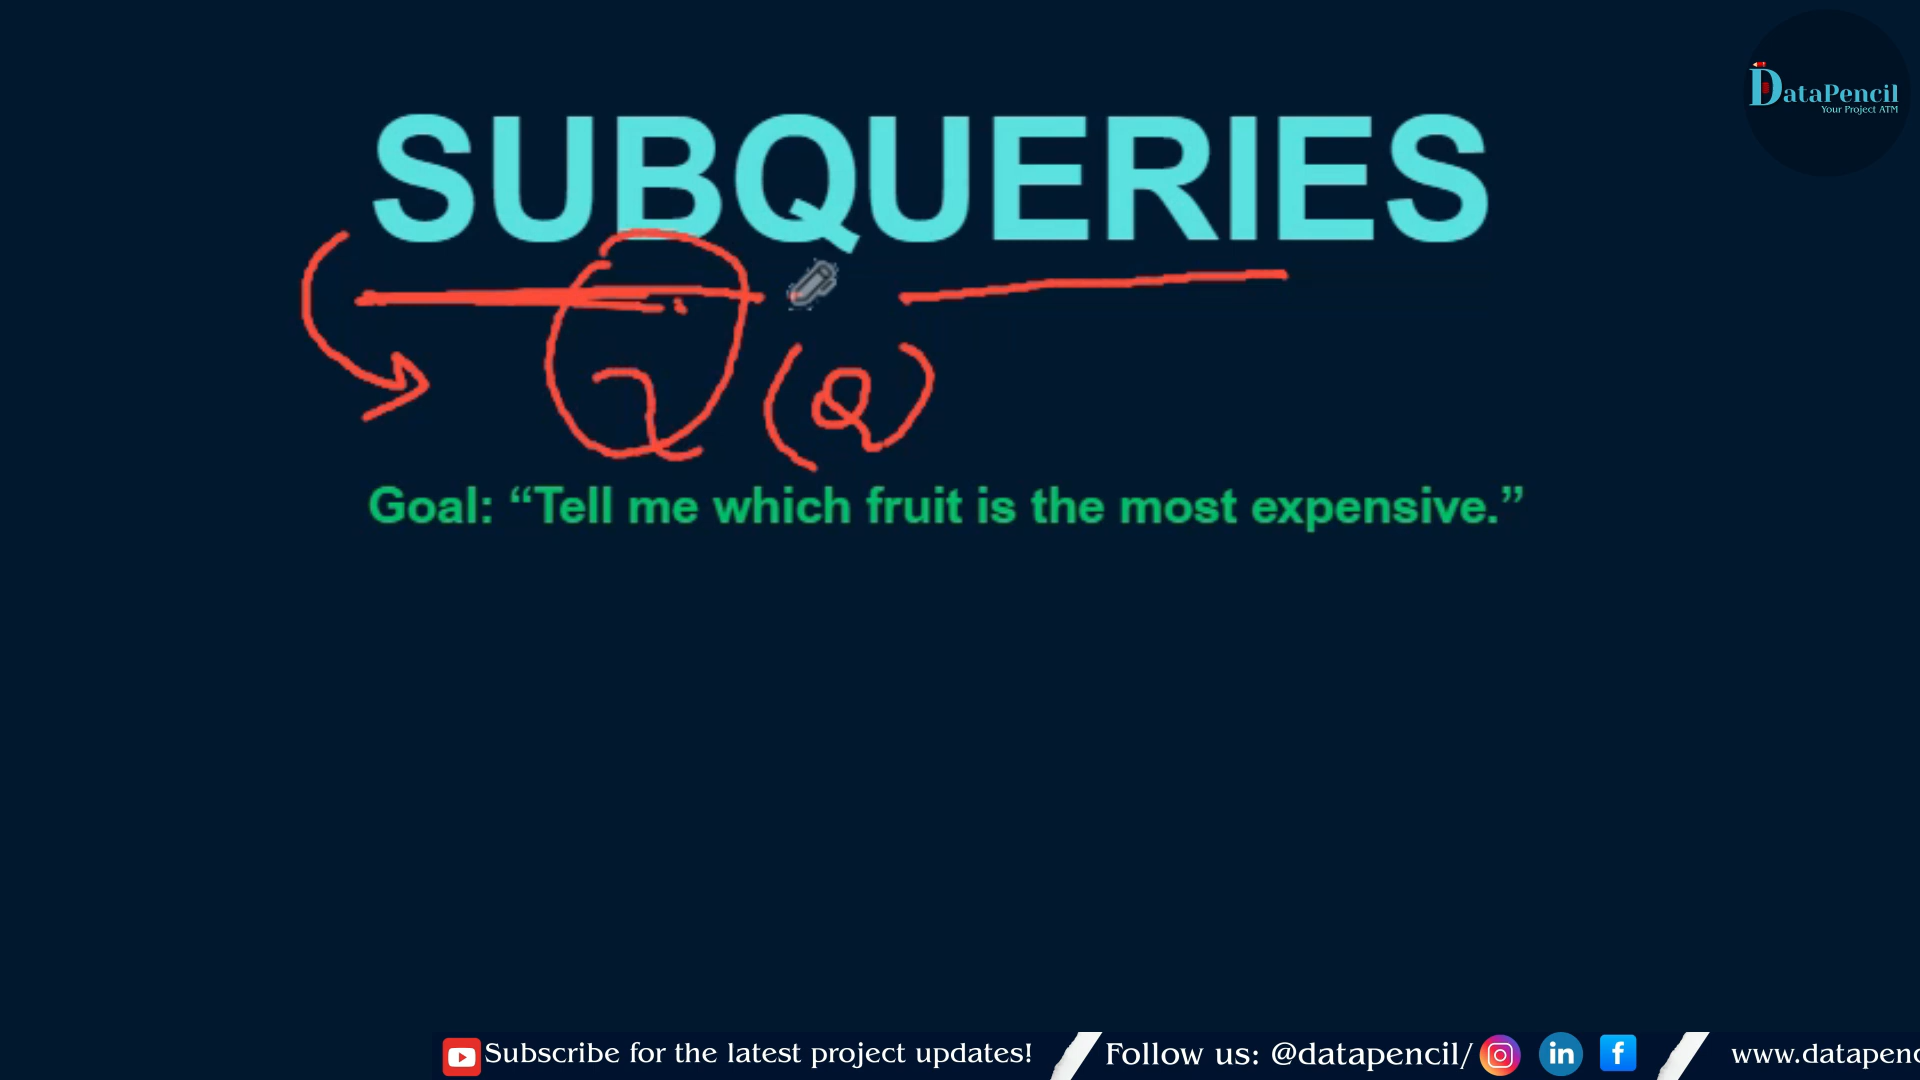 DataPencil
Your Project ATM
SUBQUERIES
Q (Q)
Goal: “Tell me which fruit is the most expensive.”
Subscribe for the latest project updates! Follow us: @datapencil/ in f www.datapenc